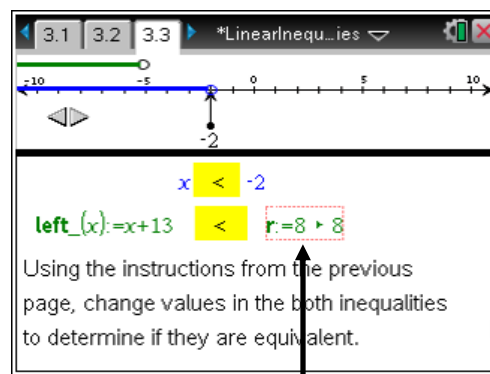 3.1 3.2 3.3 *LinearInequ...ies
-10 -5 0 5 10
-2
x < -2
left_(x):=x+13 < r:=8 ▸ 8
Using the instructions from the previous
page, change values in the both inequalities
to determine if they are equivalent.